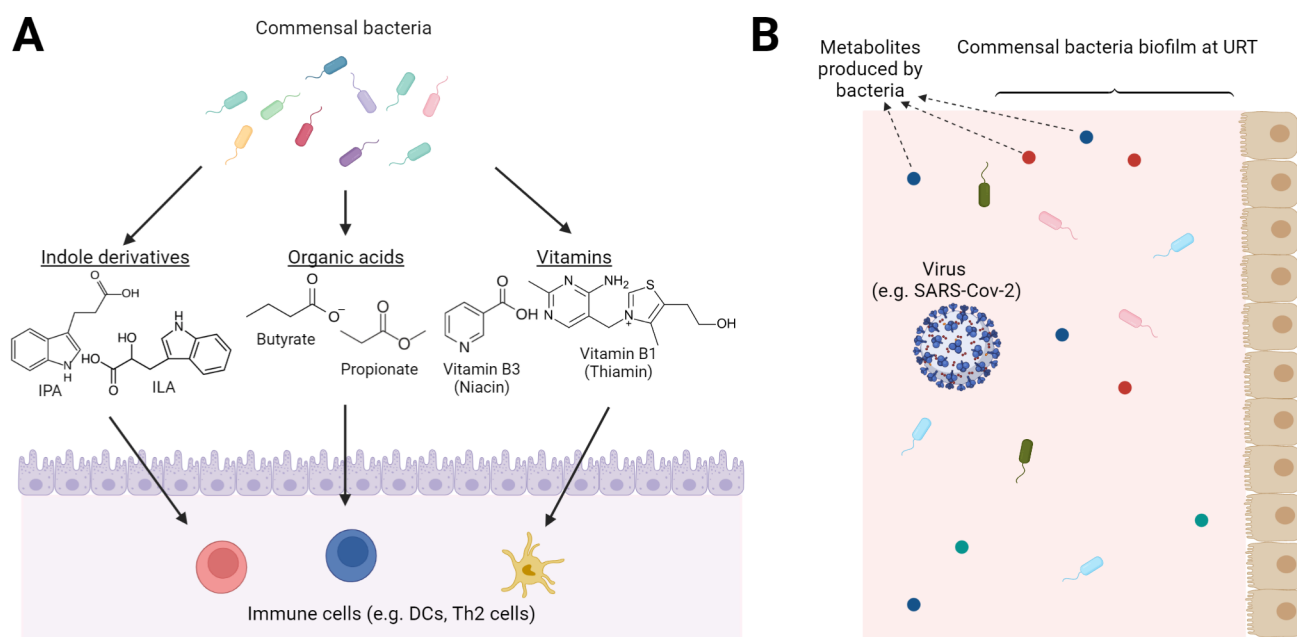 A
Commensal bacteria
Indole derivatives
Organic acids
Vitamins
O
OH
N
H
IPA
OH
HO
O
H
N
ILA
O
O⁻
Butyrate
O
O
Propionate
O
OH
N
Vitamin B3
(Niacin)
N
NH₂
N
S
N
+
OH
Vitamin B1
(Thiamin)
Immune cells (e.g. DCs, Th2 cells)
B
Metabolites
produced by
bacteria
Commensal bacteria biofilm at URT
Virus
(e.g. SARS-Cov-2)